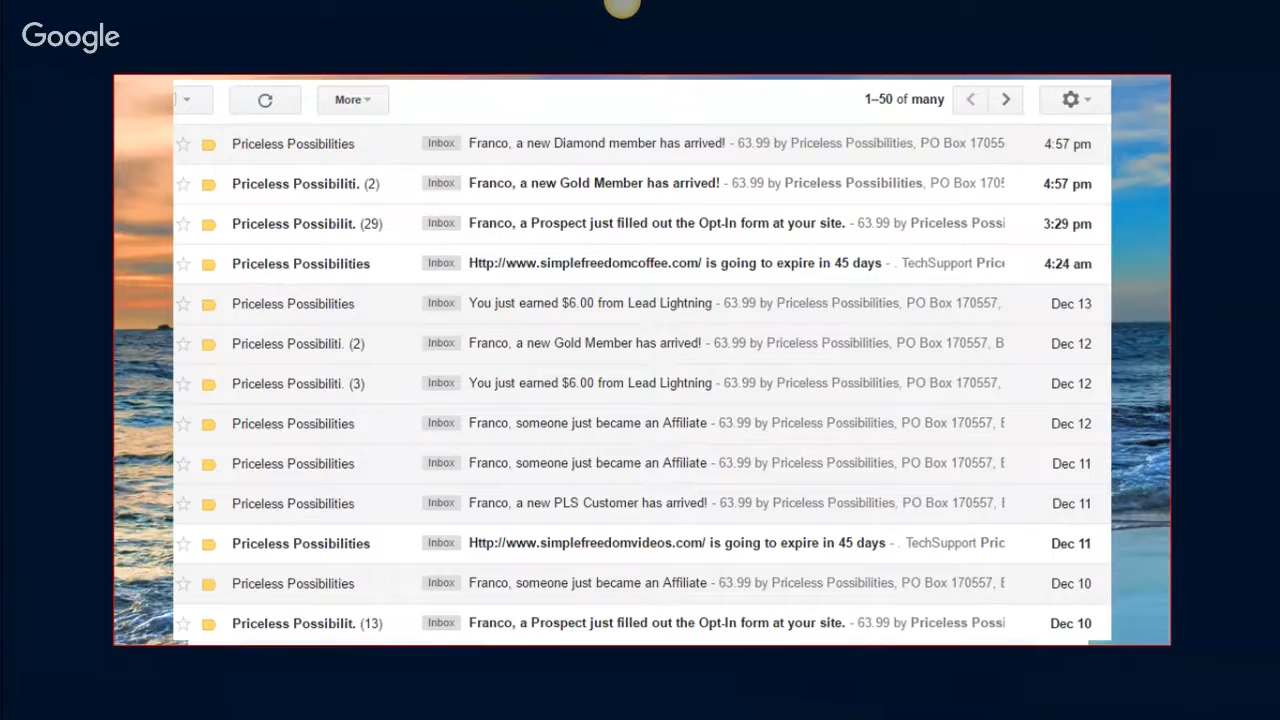 Google
More 1–50 of many
Priceless Possibilities Inbox Franco, a new Diamond member has arrived! - 63.99 by Priceless Possibilities, PO Box 17055 4:57 pm
Priceless Possibiliti. (2) Inbox Franco, a new Gold Member has arrived! - 63.99 by Priceless Possibilities, PO Box 1705 4:57 pm
Priceless Possibilit. (29) Inbox Franco, a Prospect just filled out the Opt-In form at your site. - 63.99 by Priceless Possi 3:29 pm
Priceless Possibilities Inbox Http://www.simplefreedomcoffee.com/ is going to expire in 45 days - . TechSupport Price 4:24 am
Priceless Possibilities Inbox You just earned $6.00 from Lead Lightning - 63.99 by Priceless Possibilities, PO Box 170557, Dec 13
Priceless Possibiliti. (2) Inbox Franco, a new Gold Member has arrived! - 63.99 by Priceless Possibilities, PO Box 170557, B Dec 12
Priceless Possibiliti. (3) Inbox You just earned $6.00 from Lead Lightning - 63.99 by Priceless Possibilities, PO Box 170557, Dec 12
Priceless Possibilities Inbox Franco, someone just became an Affiliate - 63.99 by Priceless Possibilities, PO Box 170557, Dec 12
Priceless Possibilities Inbox Franco, someone just became an Affiliate - 63.99 by Priceless Possibilities, PO Box 170557, Dec 11
Priceless Possibilities Inbox Franco, a new PLS Customer has arrived! - 63.99 by Priceless Possibilities, PO Box 170557, Dec 11
Priceless Possibilities Inbox Http://www.simplefreedomvideos.com/ is going to expire in 45 days - . TechSupport Pric Dec 11
Priceless Possibilities Inbox Franco, someone just became an Affiliate - 63.99 by Priceless Possibilities, PO Box 170557, Dec 10
Priceless Possibilit. (13) Inbox Franco, a Prospect just filled out the Opt-In form at your site. - 63.99 by Priceless Possi Dec 10